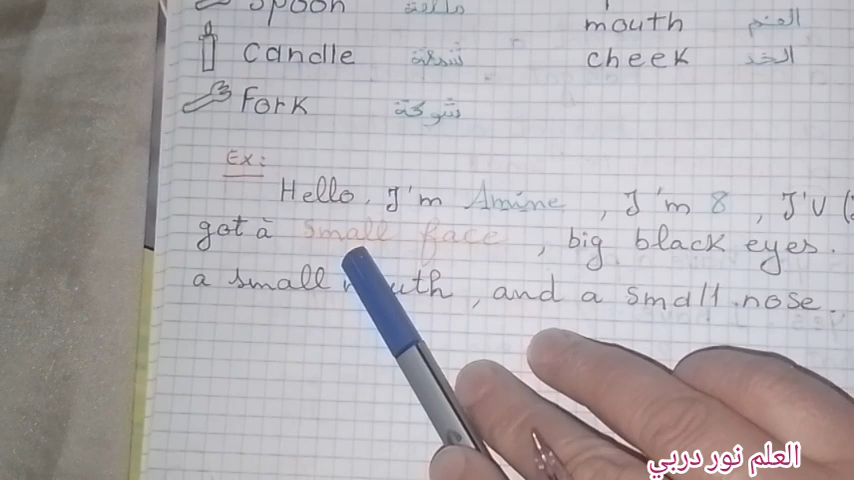 Spoon ملعقة
mouth الفم
candle شمعة
cheek الخد
Fork شوكة
Ex:
Hello, I'm Amine, I'm 8, I'v
got a small face, big black eyes.
a small mouth, and a small nose.
العلم نور دربي